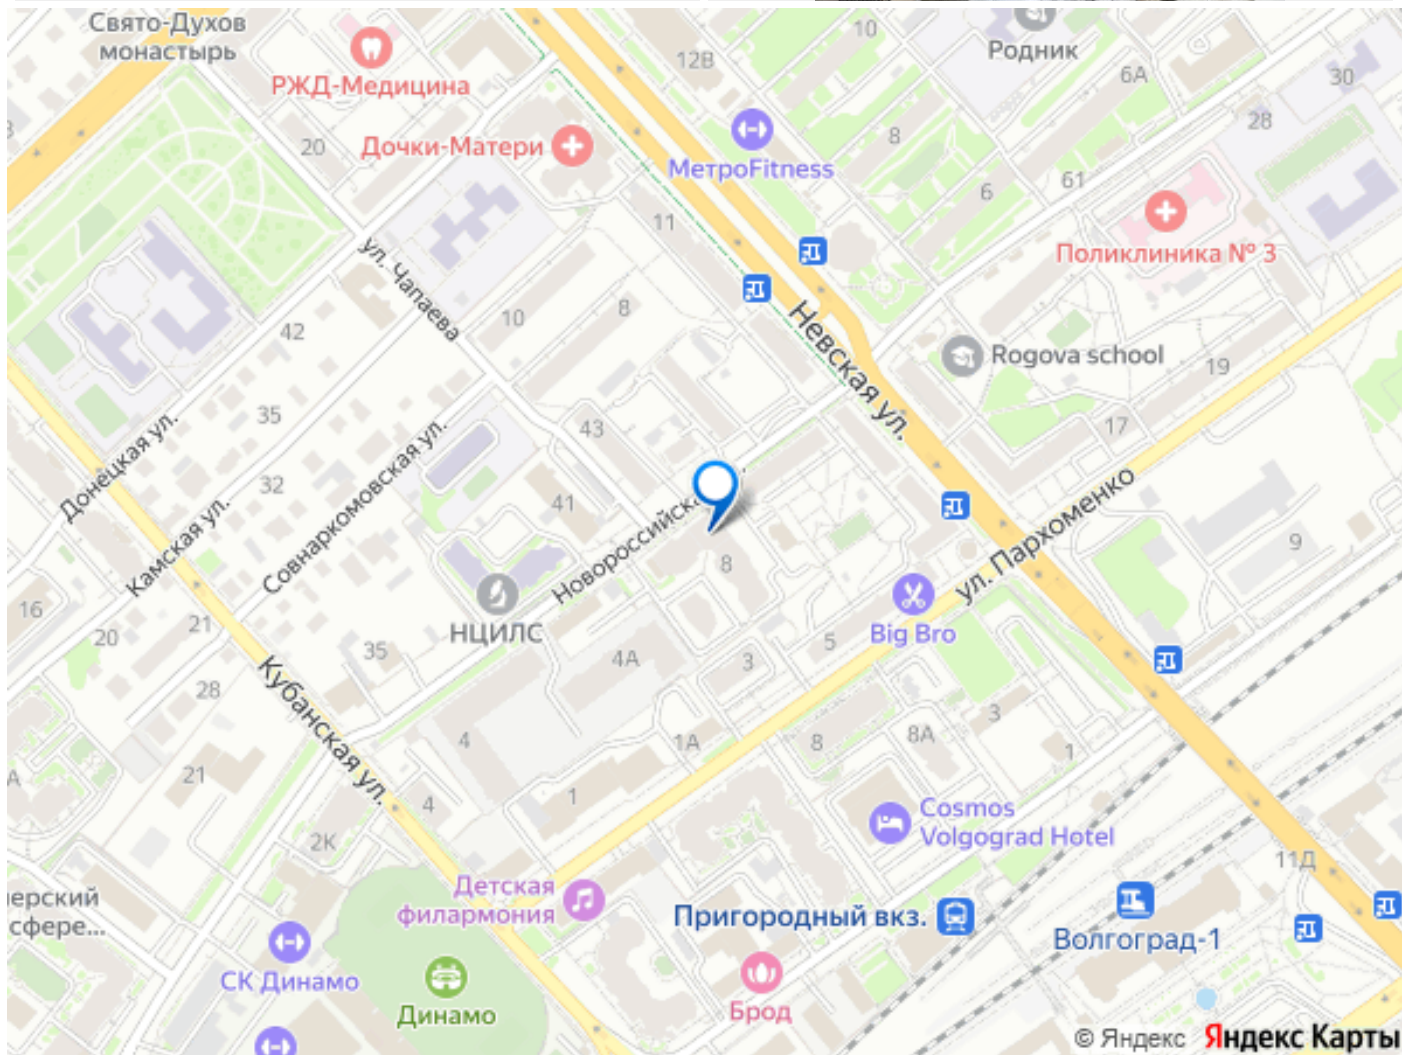 Свято-Духов
монастырь
РЖД-Медицина
12В
10
Родник
6А
30
20
Дочки-Матери
МетроFitness
8
28
61
6
11
Поликлиника № 3
ул. Чапаева
42
10
8
Невская ул.
Rogova school
19
35
43
17
Донецкая ул.
Совнаркомовская ул.
32
41
Камская ул.
Новороссийска
8
ул. Пархоменко
9
16
20
21
НЦИЛС
Big Bro
35
4А
3
5
28
Кубанская ул.
4
1А
8
8А
3
1
21
1
4
2К
Cosmos
Volgograd Hotel
11Д
А
Детская
филармония
Пригородный вкз.
Волгоград-1
ерский
сфере...
СК Динамо
Динамо
Брод
© Яндекс Яндекс Карты